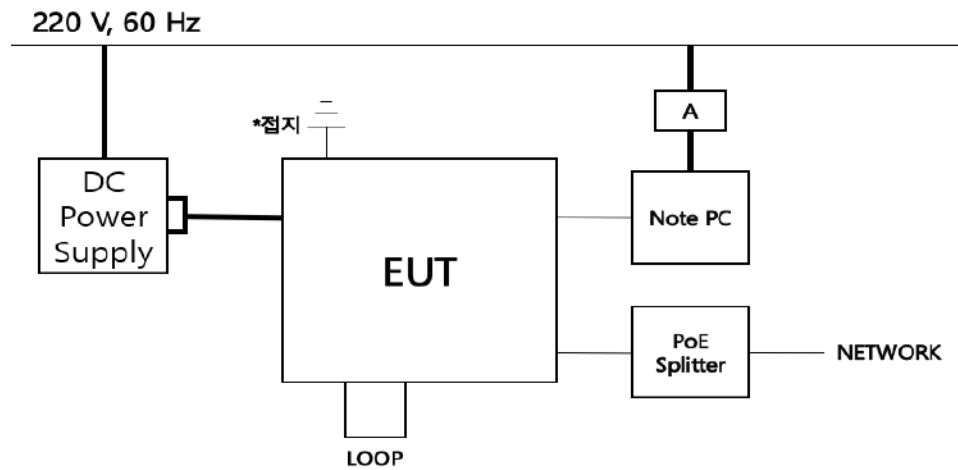 220 V, 60 Hz
*접지
A
DC
Power
Supply
EUT
Note PC
PoE
Splitter
NETWORK
LOOP